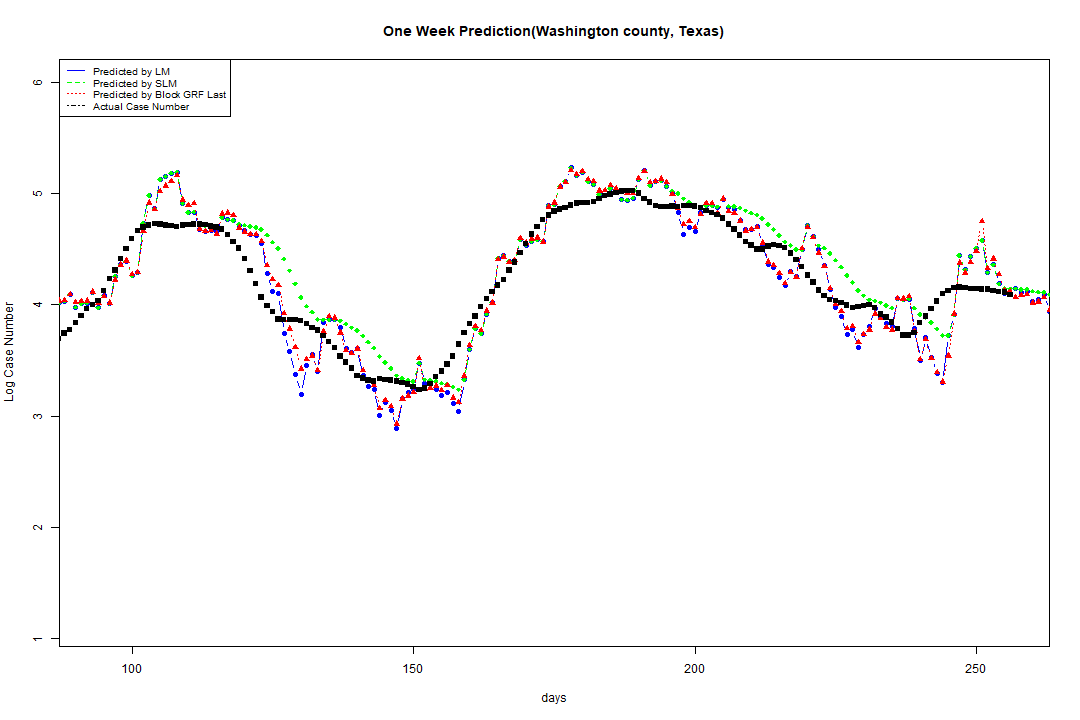 One Week Prediction(Washington county, Texas)
Predicted by LM
Predicted by SLM
Predicted by Block GRF Last
Actual Case Number
6
5
4
3
2
1
Log Case Number
100 150 200 250
days